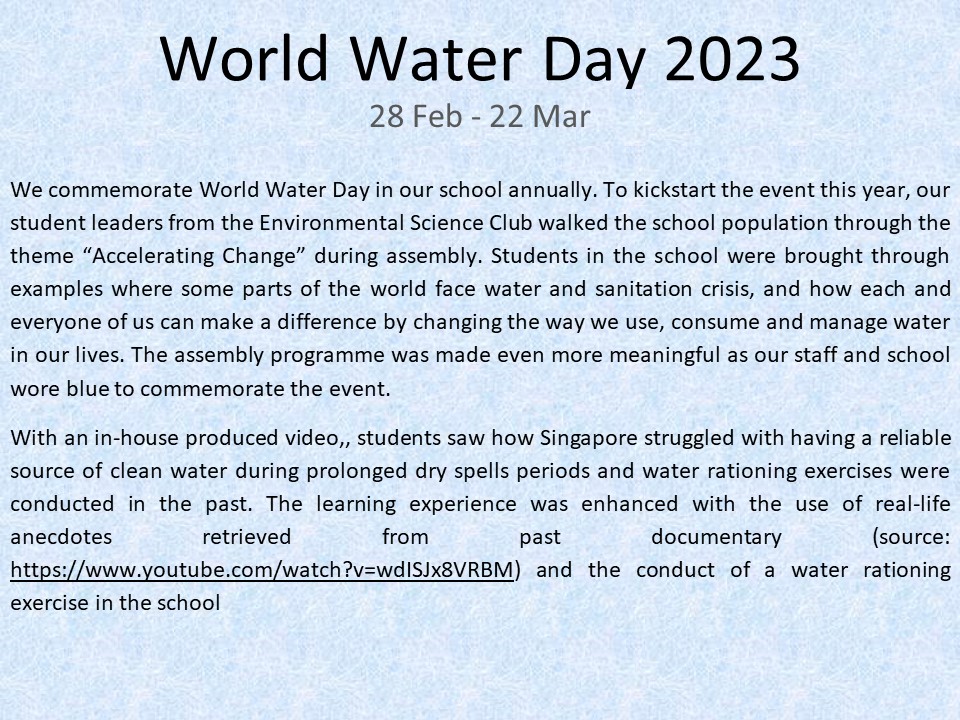 World Water Day 2023
28 Feb - 22 Mar
We commemorate World Water Day in our school annually. To kickstart the event this year, our
student leaders from the Environmental Science Club walked the school population through the
theme “Accelerating Change” during assembly. Students in the school were brought through
examples where some parts of the world face water and sanitation crisis, and how each and
everyone of us can make a difference by changing the way we use, consume and manage water
in our lives. The assembly programme was made even more meaningful as our staff and school
wore blue to commemorate the event.
With an in-house produced video,, students saw how Singapore struggled with having a reliable
source of clean water during prolonged dry spells periods and water rationing exercises were
conducted in the past. The learning experience was enhanced with the use of real-life
anecdotes retrieved from past documentary (source:
https://www.youtube.com/watch?v=wdISJx8VRBM) and the conduct of a water rationing
exercise in the school